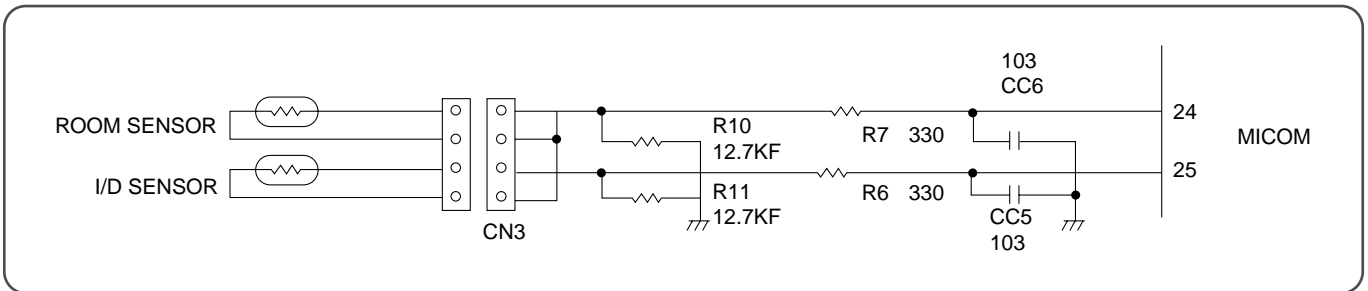 ROOM SENSOR
I/D SENSOR
CN3
R10
12.7KF
R11
12.7KF
R7 330
R6 330
103
CC6
CC5
103
24
25
MICOM